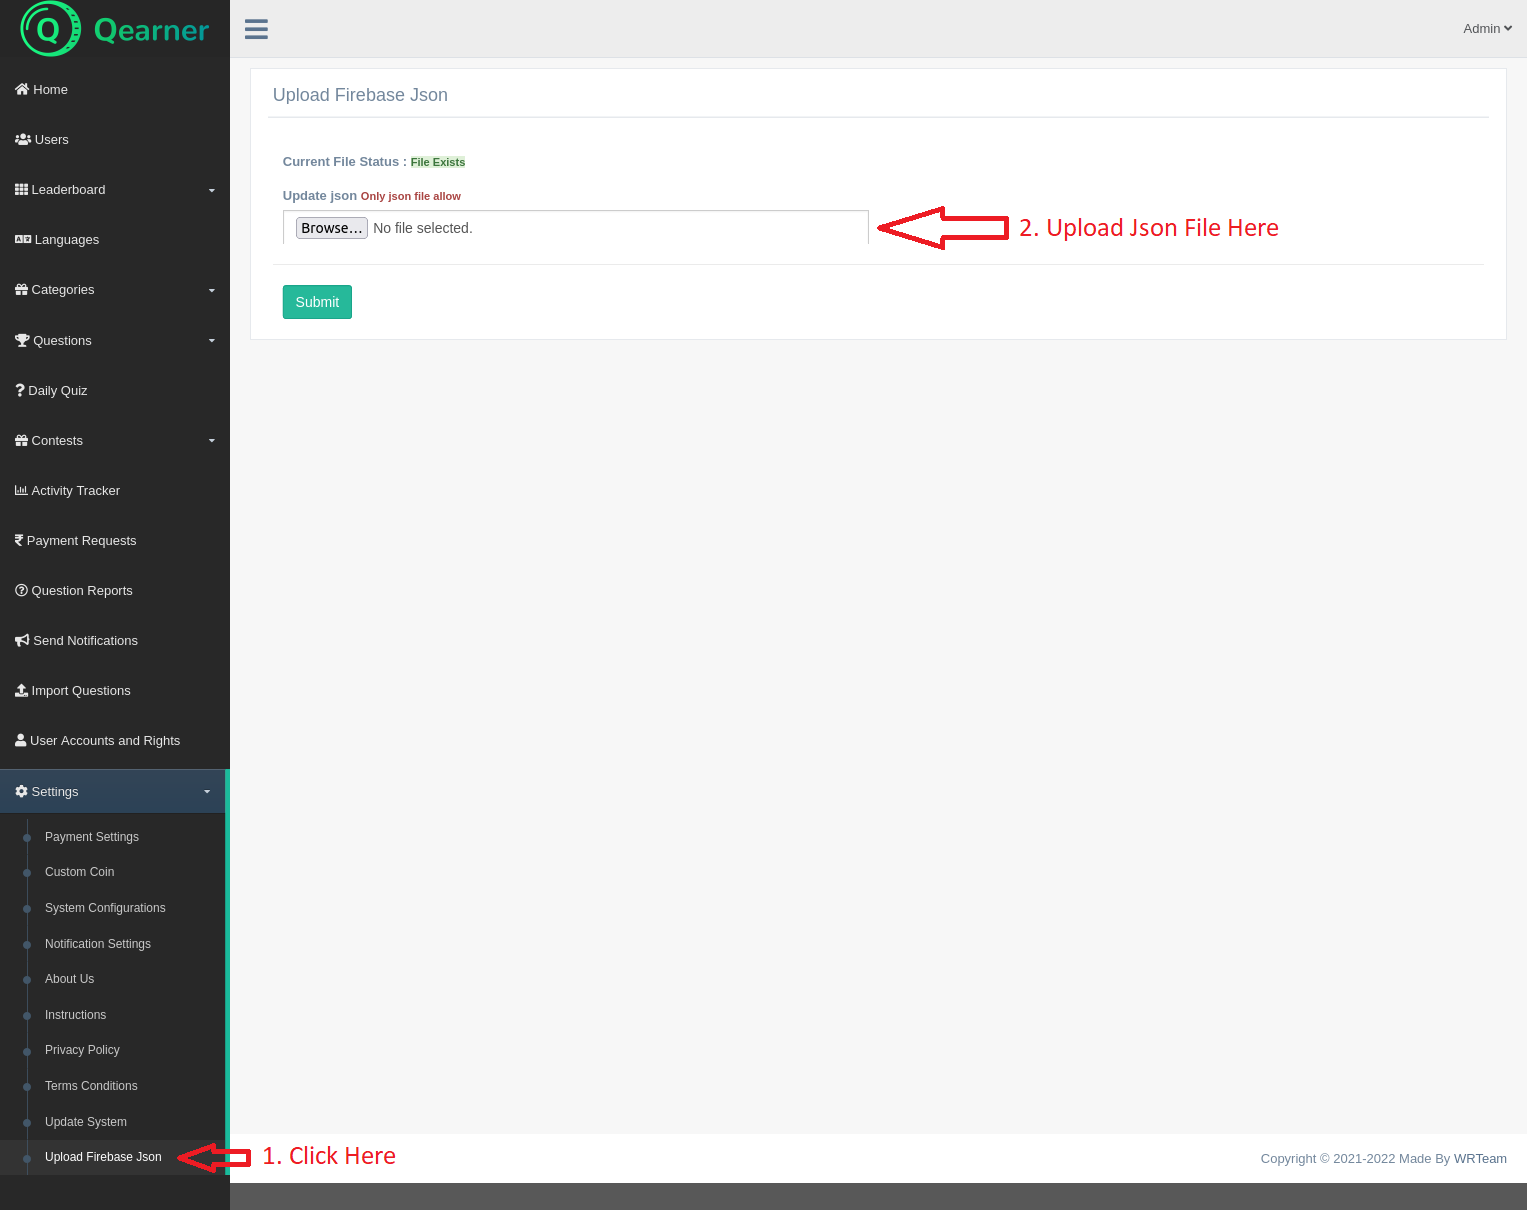 Q Qearner
Admin
Home
Users
Leaderboard
Languages
Categories
Questions
Daily Quiz
Contests
Activity Tracker
Payment Requests
Question Reports
Send Notifications
Import Questions
User Accounts and Rights
Settings
Payment Settings
Custom Coin
System Configurations
Notification Settings
About Us
Instructions
Privacy Policy
Terms Conditions
Update System
Upload Firebase Json
1. Click Here
Upload Firebase Json
Current File Status : File Exists
Update json Only json file allow
Browse... No file selected.
2. Upload Json File Here
Submit
Copyright © 2021-2022 Made By WRTeam